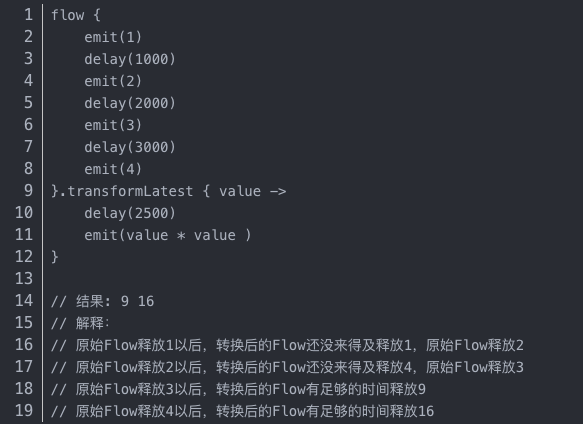 1 flow {
2     emit(1)
3     delay(1000)
4     emit(2)
5     delay(2000)
6     emit(3)
7     delay(3000)
8     emit(4)
9 }.transformLatest { value ->
10     delay(2500)
11     emit(value * value )
12 }
13
14 // 结果: 9 16
15 // 解释:
16 // 原始Flow释放1以后，转换后的Flow还没来得及释放1，原始Flow释放2
17 // 原始Flow释放2以后，转换后的Flow还没来得及释放4，原始Flow释放3
18 // 原始Flow释放3以后，转换后的Flow有足够的时间释放9
19 // 原始Flow释放4以后，转换后的Flow有足够的时间释放16